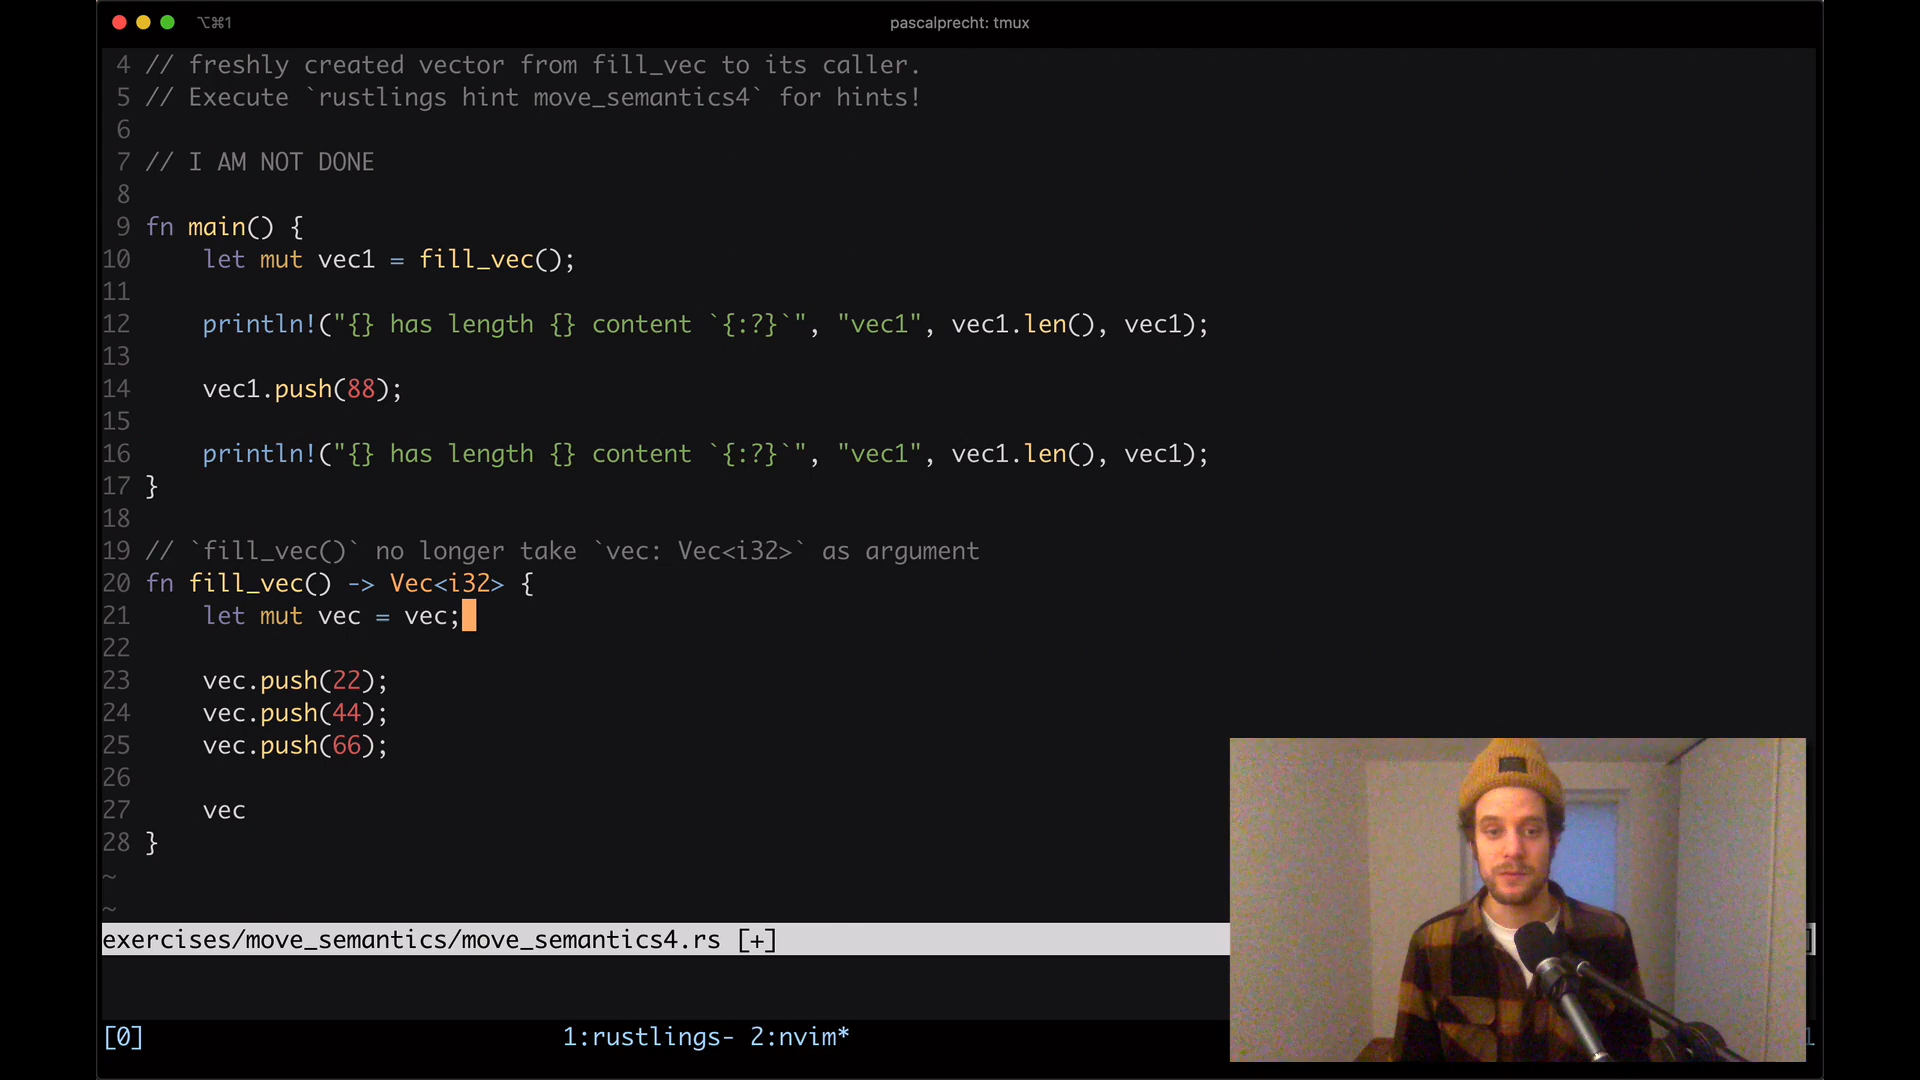 ⌥⌘1 pascalprecht: tmux
4 // freshly created vector from fill_vec to its caller.
5 // Execute `rustlings hint move_semantics4` for hints!
6
7 // I AM NOT DONE
8
9 fn main() {
10     let mut vec1 = fill_vec();
11
12     println!("{} has length {} content `{:?}`", "vec1", vec1.len(), vec1);
13
14     vec1.push(88);
15
16     println!("{} has length {} content `{:?}`", "vec1", vec1.len(), vec1);
17 }
18
19 // `fill_vec()` no longer take `vec: Vec<i32>` as argument
20 fn fill_vec() -> Vec<i32> {
21     let mut vec = vec;
22
23     vec.push(22);
24     vec.push(44);
25     vec.push(66);
26
27     vec
28 }
~
~
exercises/move_semantics/move_semantics4.rs [+]
[0] 1:rustlings- 2:nvim*